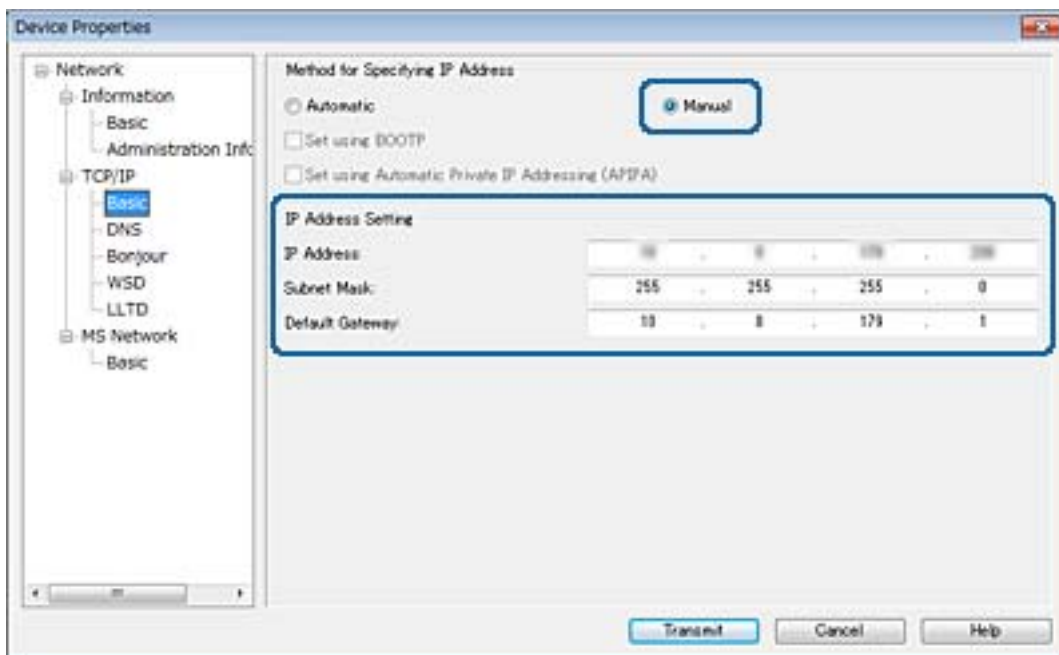 Device Properties
Network
Information
Basic
Administration Info
TCP/IP
Basic
DNS
Bonjour
WSD
LLTD
MS Network
Basic
Method for Specifying IP Address
Automatic
Manual
Set using BOOTP
Set using Automatic Private IP Addressing (APIPA)
IP Address Setting
IP Address:
Subnet Mask: 255 . 255 . 255 . 0
Default Gateway: 10 . 8 . 179 . 1
Transmit Cancel Help